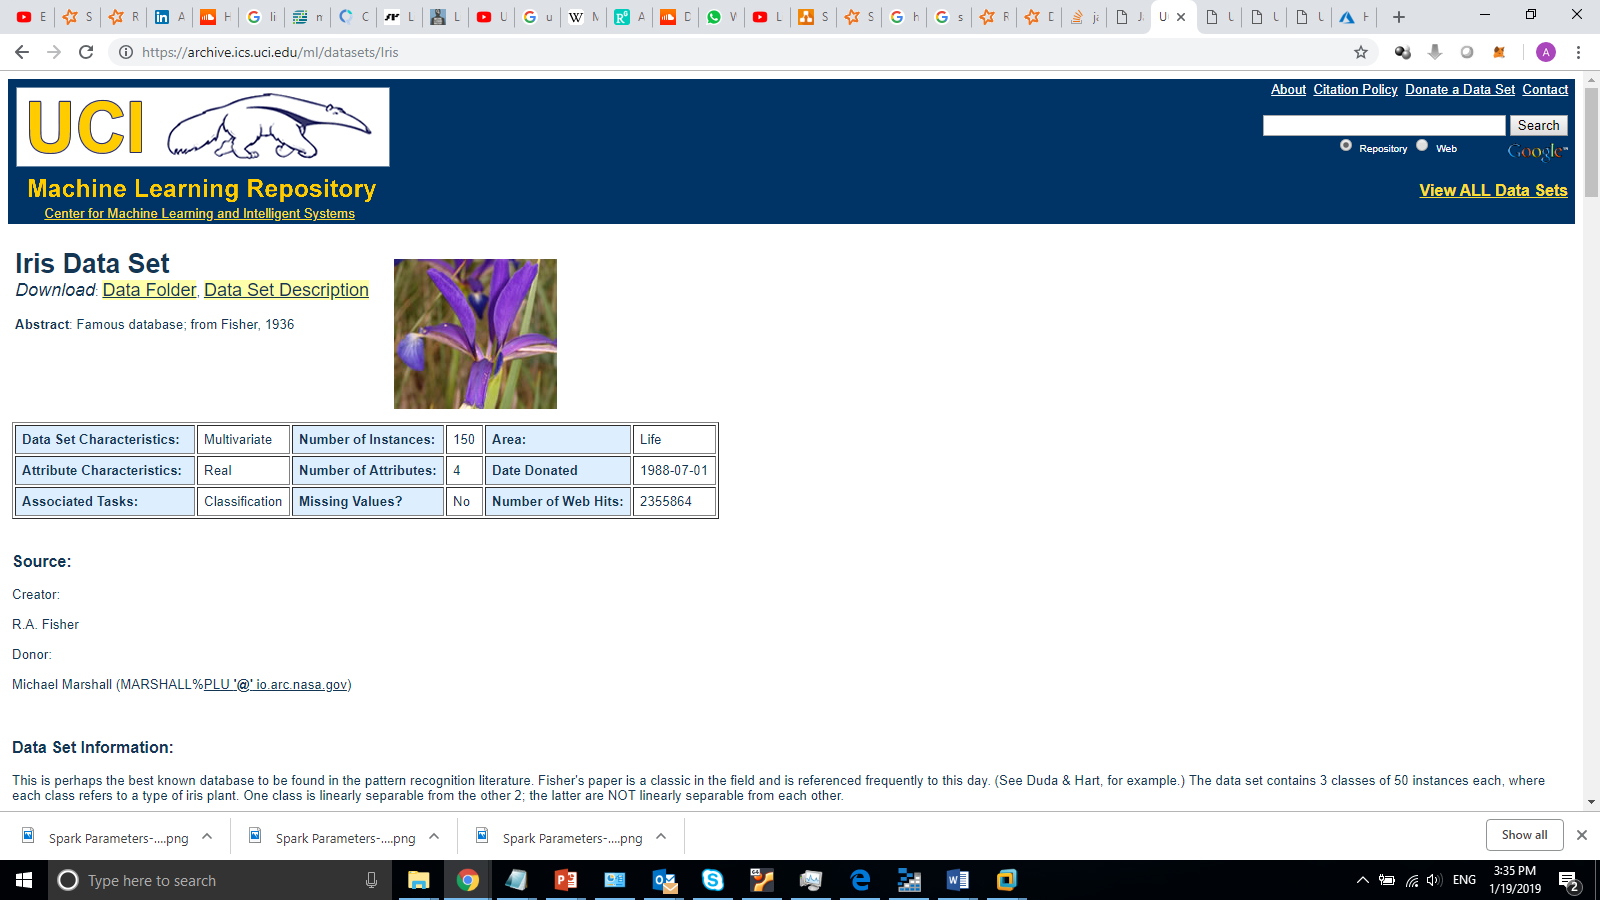 E S R A H li n C L L U u M A D W L S S h s R D ja J U U U U H
https://archive.ics.uci.edu/ml/datasets/Iris
A
UCI
Machine Learning Repository
Center for Machine Learning and Intelligent Systems
About Citation Policy Donate a Data Set Contact
Search
Repository Web Google™
View ALL Data Sets
Iris Data Set
Download: Data Folder, Data Set Description
Abstract: Famous database; from Fisher, 1936
Data Set Characteristics: Multivariate Number of Instances: 150 Area: Life
Attribute Characteristics: Real Number of Attributes: 4 Date Donated 1988-07-01
Associated Tasks: Classification Missing Values? No Number of Web Hits: 2355864
Source:
Creator:
R.A. Fisher
Donor:
Michael Marshall (MARSHALL%PLU '@' io.arc.nasa.gov)
Data Set Information:
This is perhaps the best known database to be found in the pattern recognition literature. Fisher's paper is a classic in the field and is referenced frequently to this day. (See Duda & Hart, for example.) The data set contains 3 classes of 50 instances each, where
each class refers to a type of iris plant. One class is linearly separable from the other 2; the latter are NOT linearly separable from each other.
Spark Parameters-....png Spark Parameters-....png Spark Parameters-....png Show all
Type here to search
ENG
3:35 PM
1/19/2019
2